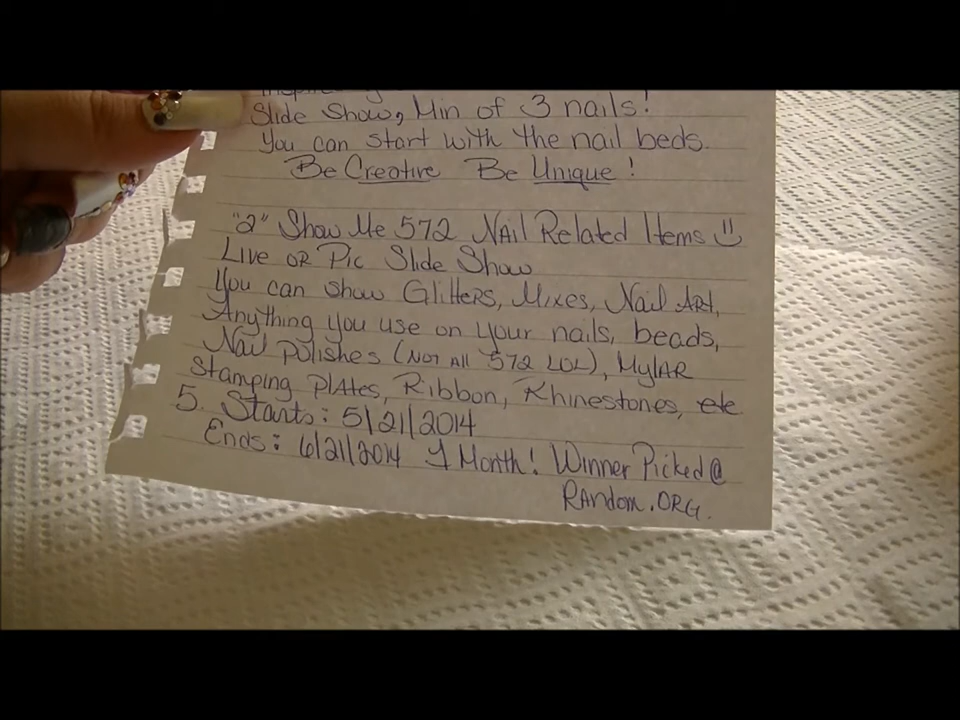 Slide Show, Min of 3 nails!
You can start with the nail beds.
Be Creative Be Unique!
"2" Show Me 572 Nail Related Items
Live or Pic Slide Show
You can show Glitters, Mixes, Nail Art,
Anything you use on your nails, beads,
Nail polishes (Not All 572 LOL), Mylar
Stamping plates, Ribbon, Rhinestones, etc
5. Starts: 5/21/2014
Ends: 6/21/2014 1 Month! Winner Picked @
Random.ORG.